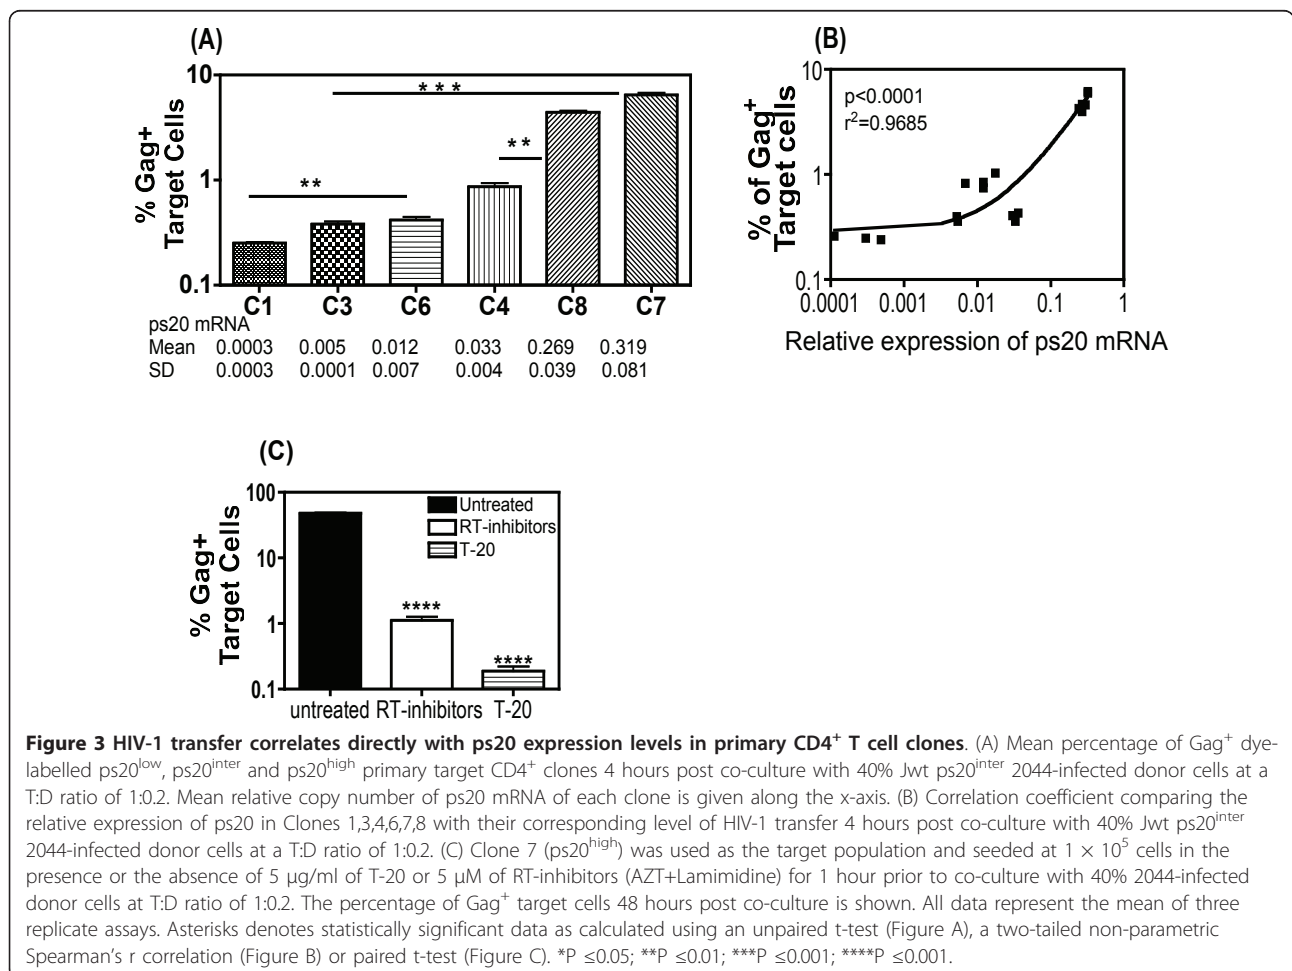 (A)
% Gag+
Target Cells
10
1
0.1
***
**
**
C1 C3 C6 C4 C8 C7
ps20 mRNA
Mean 0.0003 0.005 0.012 0.033 0.269 0.319
SD 0.0003 0.0001 0.007 0.004 0.039 0.081
(B)
% of Gag+
Target cells
10
1
0.1
p<0.0001
r2=0.9685
0.0001 0.001 0.01 0.1 1
Relative expression of ps20 mRNA
(C)
% Gag+
Target Cells
100
10
1
0.1
Untreated
RT-inhibitors
T-20
****
****
untreated RT-inhibitors T-20
Figure 3 HIV-1 transfer correlates directly with ps20 expression levels in primary CD4+ T cell clones. (A) Mean percentage of Gag+ dye-
labelled ps20low, ps20inter and ps20high primary target CD4+ clones 4 hours post co-culture with 40% Jwt ps20inter 2044-infected donor cells at a
T:D ratio of 1:0.2. Mean relative copy number of ps20 mRNA of each clone is given along the x-axis. (B) Correlation coefficient comparing the
relative expression of ps20 in Clones 1,3,4,6,7,8 with their corresponding level of HIV-1 transfer 4 hours post co-culture with 40% Jwt ps20inter
2044-infected donor cells at a T:D ratio of 1:0.2. (C) Clone 7 (ps20high) was used as the target population and seeded at 1 × 105 cells in the
presence or the absence of 5 μg/ml of T-20 or 5 μM of RT-inhibitors (AZT+Lamimidine) for 1 hour prior to co-culture with 40% 2044-infected
donor cells at T:D ratio of 1:0.2. The percentage of Gag+ target cells 48 hours post co-culture is shown. All data represent the mean of three
replicate assays. Asterisks denotes statistically significant data as calculated using an unpaired t-test (Figure A), a two-tailed non-parametric
Spearman's r correlation (Figure B) or paired t-test (Figure C). *P ≤0.05; **P ≤0.01; ***P ≤0.001; ****P ≤0.001.